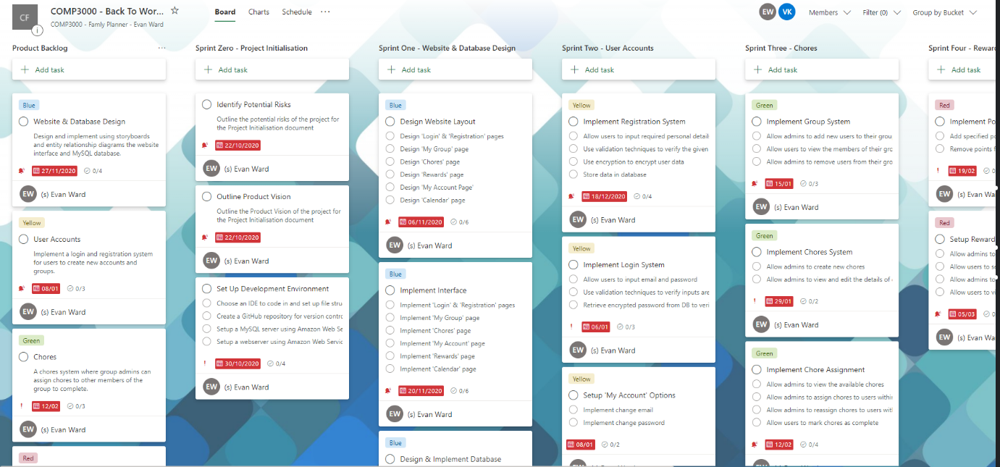 CF
COMP3000 - Back To Wor...
COMP3000 - Famly Planner - Evan Ward
Board
Charts
Schedule
EW
VK
Members
Filter (0)
Group by Bucket
Product Backlog
Add task
Blue
Website & Database Design
Design and implement using storyboards
and entity relationship diagrams the website
interface and MySQL database.
27/11/2020
0/4
EW
(s) Evan Ward
Yellow
User Accounts
Implement a login and registration system
for users to create new accounts and
groups.
08/01
0/3
EW
(s) Evan Ward
Green
Chores
A chores system where group admins can
assign chores to other members of the
group to complete.
12/02
0/3
EW
(s) Evan Ward
Red
Sprint Zero - Project Initialisation
Add task
Identify Potential Risks
Outline the potential risks of the project for
the Project Initialisation document
22/10/2020
EW
(s) Evan Ward
Outline Product Vision
Outline the Product Vision of the project for
the Project Initialisation document
22/10/2020
EW
(s) Evan Ward
Set Up Development Environment
Choose an IDE to code in and set up file stru
Create a GitHub repository for version contro
Setup a MySQL server using Amazon Web Se
Setup a webserver using Amazon Web Servic
30/10/2020
0/4
EW
(s) Evan Ward
Sprint One - Website & Database Design
Add task
Blue
Design Website Layout
Design 'Login' & 'Registration' pages
Design 'My Group' page
Design 'Chores' page
Design 'Rewards' page
Design 'My Account Page'
Design 'Calendar' page
06/11/2020
0/6
EW
(s) Evan Ward
Blue
Implement Interface
Implement 'Login' & 'Registration' pages
Implement 'My Group' page
Implement 'Chores' page
Implement 'My Account' page
Implement 'Rewards' page
Implement 'Calendar' page
20/11/2020
0/6
EW
(s) Evan Ward
Blue
Design & Implement Database
Sprint Two - User Accounts
Add task
Yellow
Implement Registration System
Allow users to input required personal detail
Use validation techniques to verify the given
Use encryption to encrypt user data
Store data in database
18/12/2020
0/4
EW
(s) Evan Ward
Yellow
Implement Login System
Allow users to input email and password
Use validation techniques to verify inputs are
Retrieve encrypted password from DB to veri
06/01
0/3
EW
(s) Evan Ward
Yellow
Setup 'My Account' Options
Implement change email
Implement change password
08/01
0/2
Sprint Three - Chores
Add task
Green
Implement Group System
Allow admins to add new users to their grou
Allow users to view the members of their gro
Allow admins to remove users from their gro
15/01
0/3
EW
(s) Evan Ward
Green
Implement Chores System
Allow admins to create new chores
Allow admins to view and edit the details of
29/01
0/2
EW
(s) Evan Ward
Green
Implement Chore Assignment
Allow admins to view the available chores
Allow admins to assign chores to users within
Allow admins to reassign chores to users wit
Allow users to mark chores as complete
12/02
0/4
Sprint Four - Rewar
Add task
Red
Implement Po
Add specified po
Remove points f
19/02
EW
(s) Evan Wa
Red
Setup Reward
Allow admins to
Allow users to se
Allow admins to
Allow users to vi
05/03
EW
(s) Evan Wa